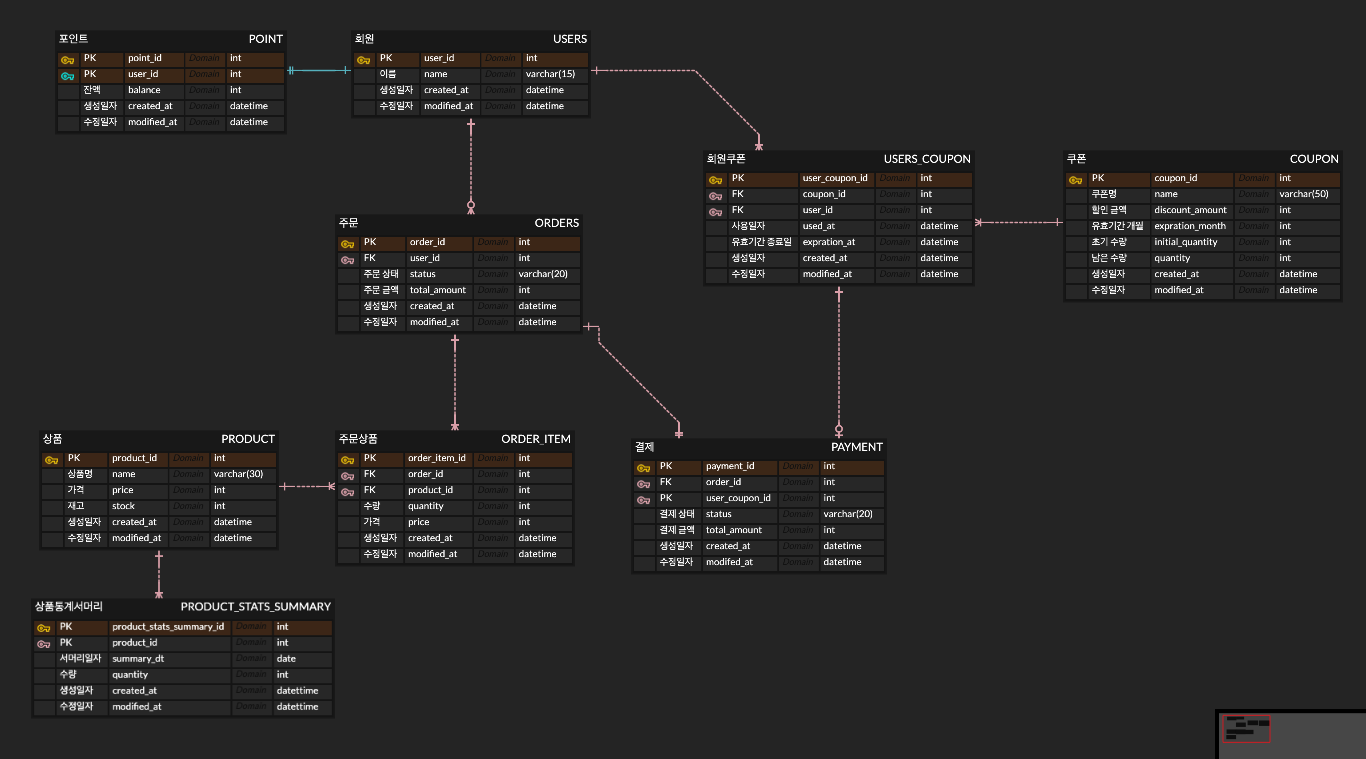 포인트 POINT
PK point_id Domain int
PK user_id Domain int
잔액 balance Domain int
생성일자 created_at Domain datetime
수정일자 modified_at Domain datetime
회원 USERS
PK user_id Domain int
이름 name Domain varchar(15)
생성일자 created_at Domain datetime
수정일자 modified_at Domain datetime
회원쿠폰 USERS_COUPON
PK user_coupon_id Domain int
FK coupon_id Domain int
FK user_id Domain int
사용일자 used_at Domain datetime
유효기간 종료일 expration_at Domain datetime
생성일자 created_at Domain datetime
수정일자 modified_at Domain datetime
쿠폰 COUPON
PK coupon_id Domain int
쿠폰명 name Domain varchar(50)
할인 금액 discount_amount Domain int
유효기간 개월 expration_month Domain int
초기 수량 initial_quantity Domain int
남은 수량 quantity Domain int
생성일자 created_at Domain datetime
수정일자 modified_at Domain datetime
주문 ORDERS
PK order_id Domain int
FK user_id Domain int
주문 상태 status Domain varchar(20)
주문 금액 total_amount Domain int
생성일자 created_at Domain datetime
수정일자 modified_at Domain datetime
상품 PRODUCT
PK product_id Domain int
상품명 name Domain varchar(30)
가격 price Domain int
재고 stock Domain int
생성일자 created_at Domain datetime
수정일자 modified_at Domain datetime
주문상품 ORDER_ITEM
PK order_item_id Domain int
FK order_id Domain int
FK product_id Domain int
수량 quantity Domain int
가격 price Domain int
생성일자 created_at Domain datetime
수정일자 modified_at Domain datetime
결제 PAYMENT
PK payment_id Domain int
FK order_id Domain int
PK user_coupon_id Domain int
결제 상태 status Domain varchar(20)
결제 금액 total_amount Domain int
생성일자 created_at Domain datetime
수정일자 modifed_at Domain datetime
상품통계서머리 PRODUCT_STATS_SUMMARY
PK product_stats_summary_id Domain int
PK product_id Domain int
서머리일자 summary_dt Domain date
수량 quantity Domain int
생성일자 created_at Domain datettime
수정일자 modified_at Domain datettime